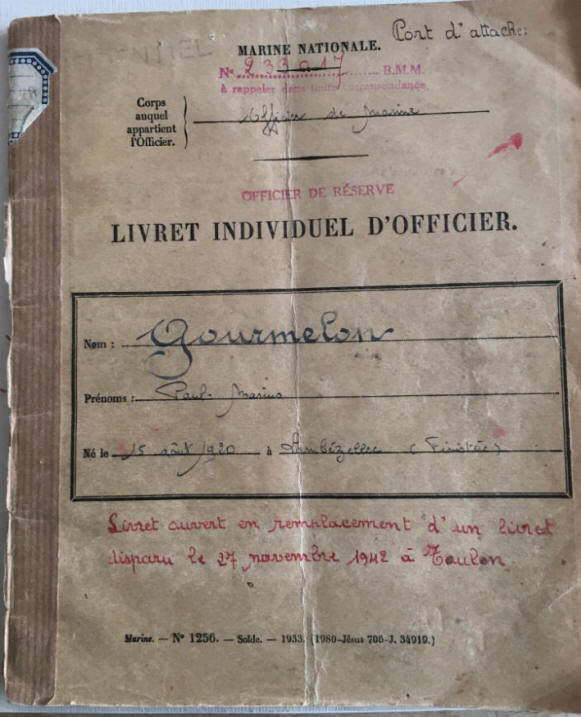 Port d'attache:
MARINE NATIONALE.
N° 233017 B.M.M.
à rappeler dans toute correspondance
Corps
auquel
appartient
l'Officier.
Officier de Marine
OFFICIER DE RÉSERVE
LIVRET INDIVIDUEL D'OFFICIER.
Nom : Gourmelon
Prénoms : Paul-Marius
Né le 15 août 1920 à Lambézellec (Finistère)
Livret ouvert en remplacement d'un livret
disparu le 27 novembre 1942 à Toulon.
Marine. — N° 1256. — Solde. — 1933. [1980-Jésus 700-J. 34919.]